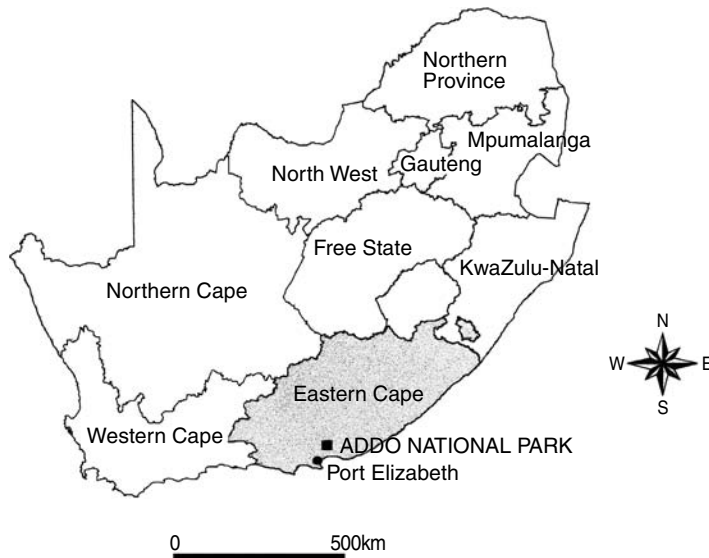 Northern
Province
Mpumalanga
Gauteng
North West
Free State
KwaZulu-Natal
Northern Cape
N
W
E
S
Eastern Cape
Western Cape
ADDO NATIONAL PARK
Port Elizabeth
0 500km